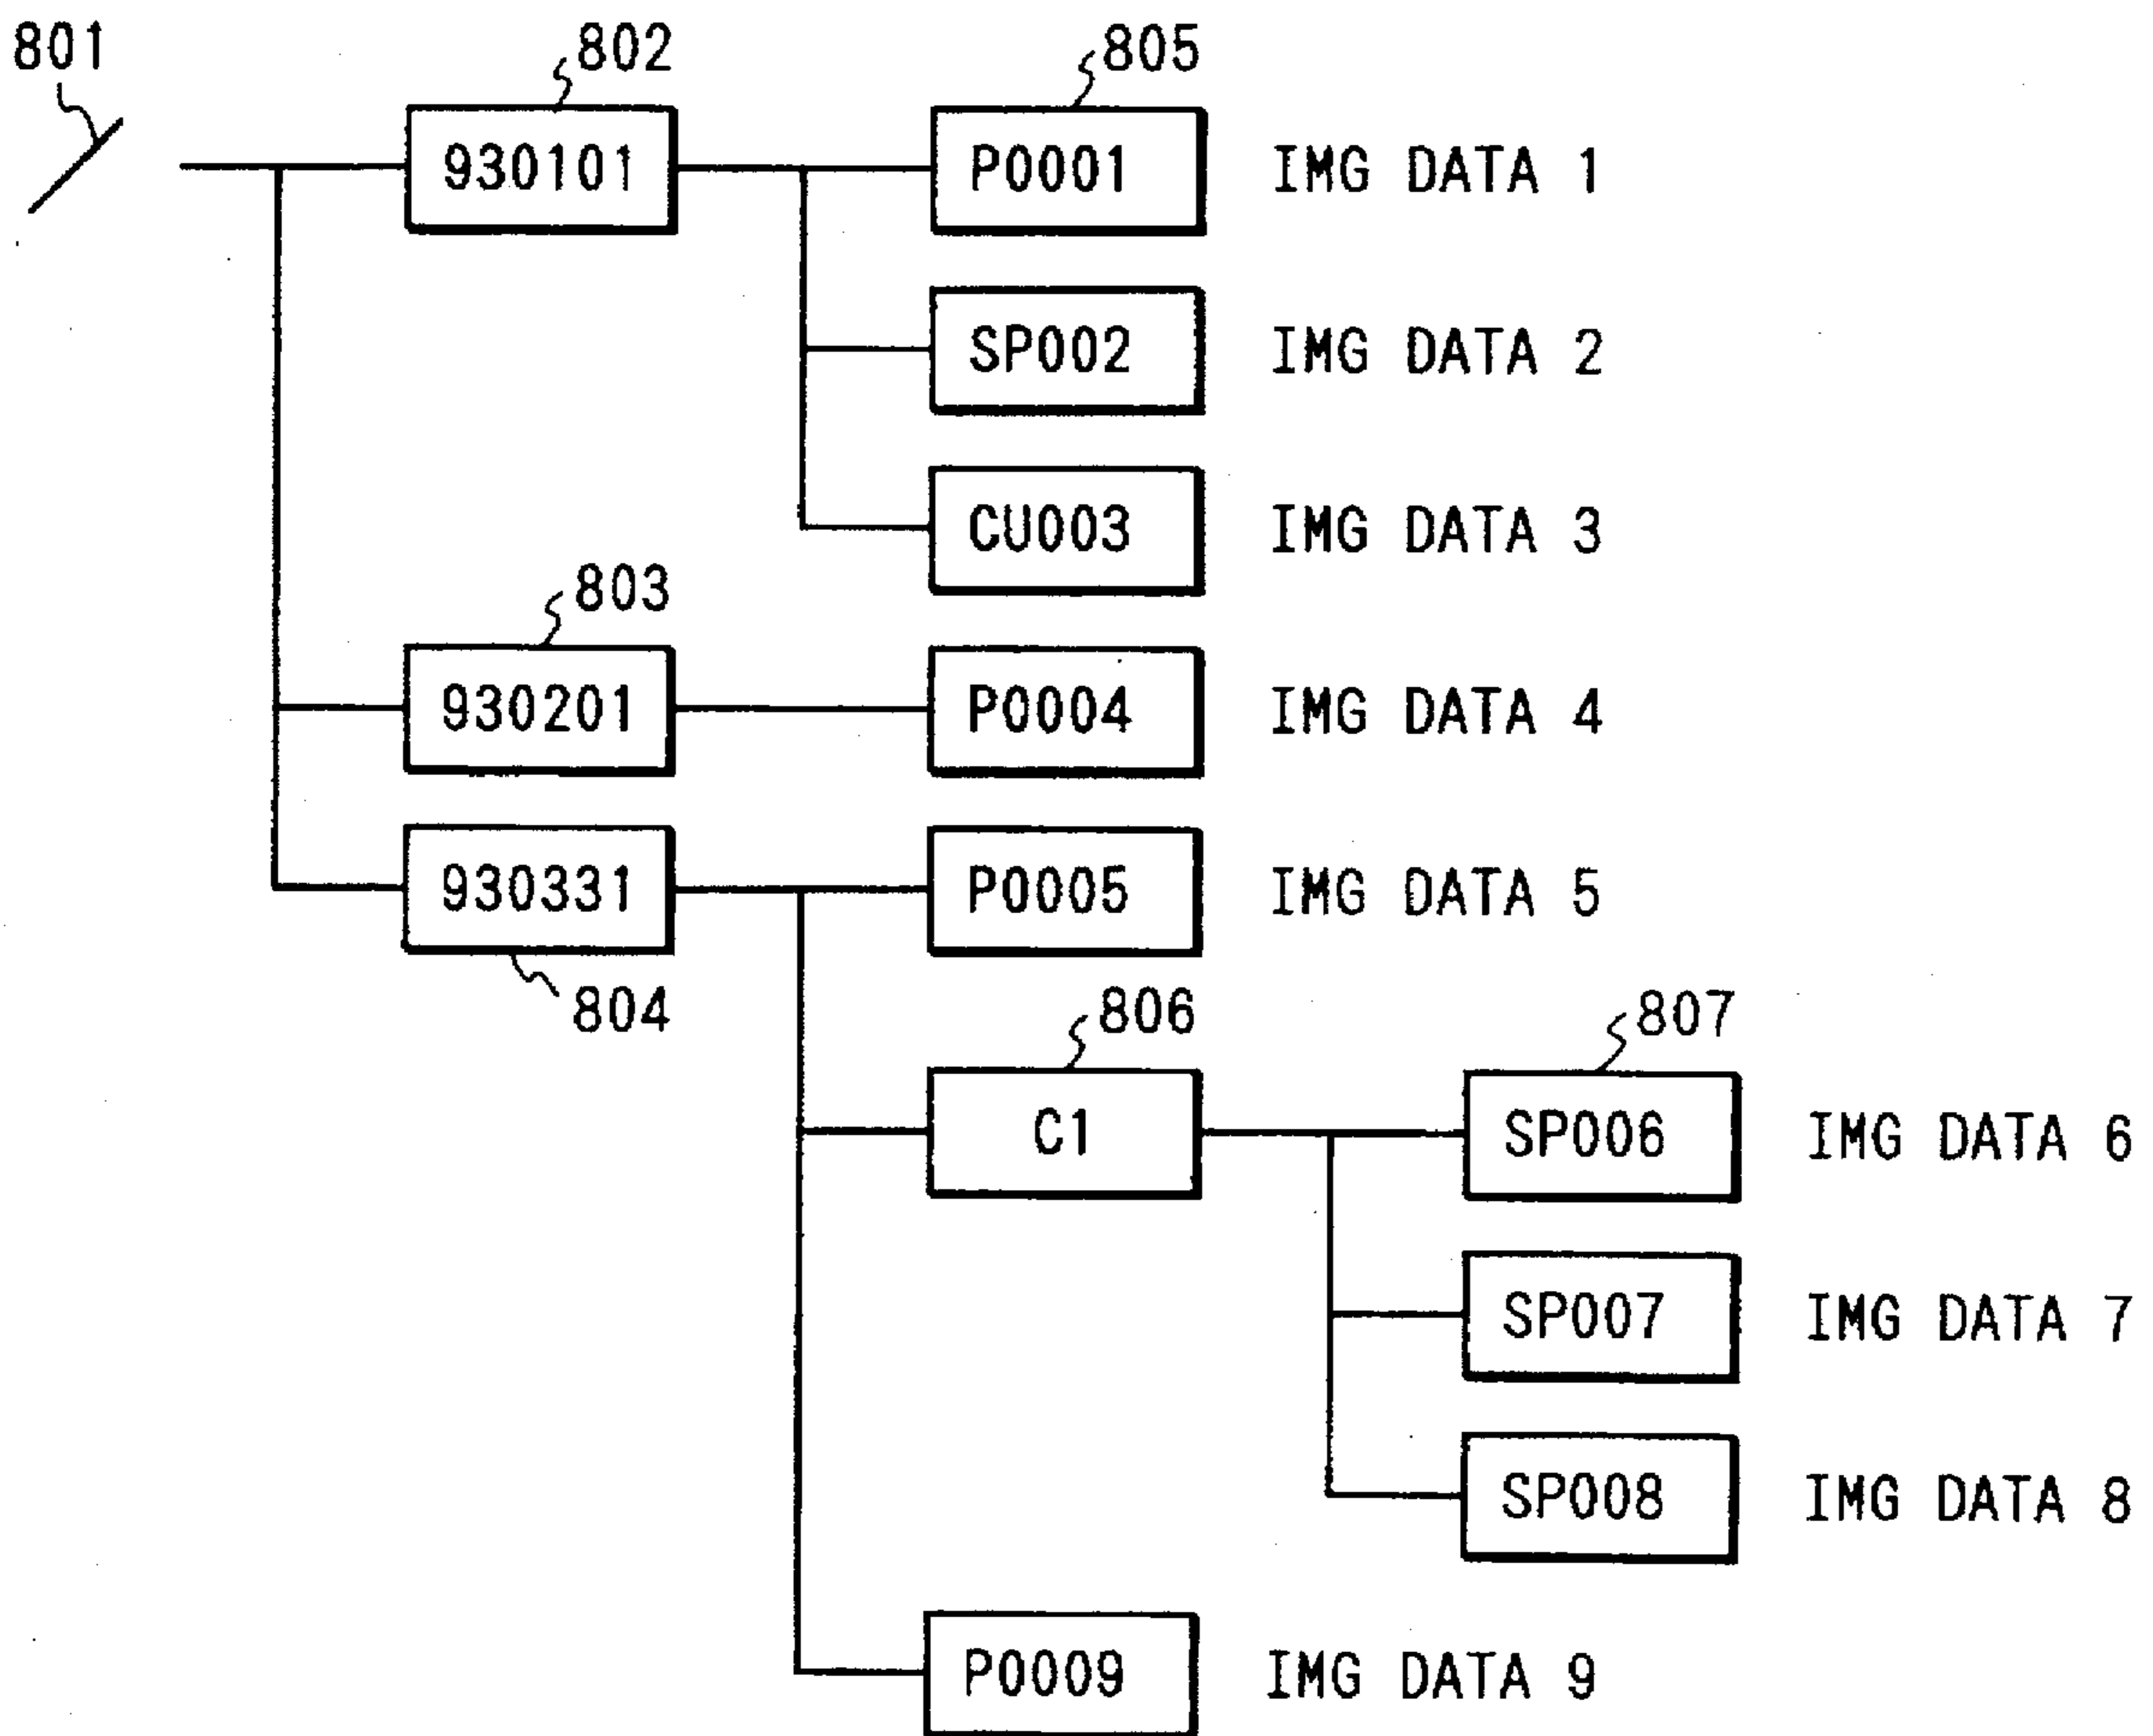 801
802
805
930101
P0001
IMG DATA 1
SP002
IMG DATA 2
CU003
IMG DATA 3
803
930201
P0004
IMG DATA 4
930331
P0005
IMG DATA 5
804
806
807
C1
SP006
IMG DATA 6
SP007
IMG DATA 7
SP008
IMG DATA 8
P0009
IMG DATA 9